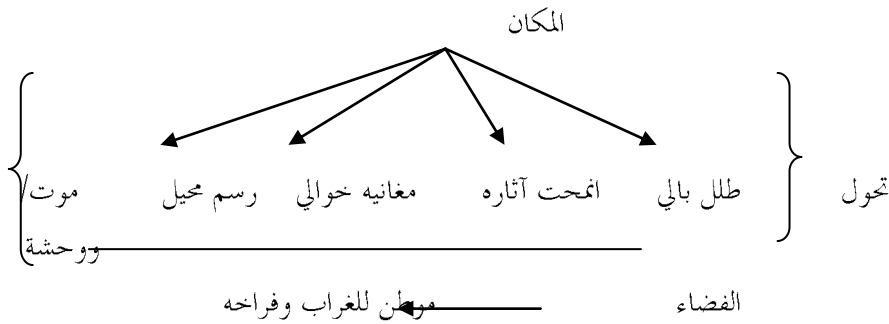 المكان
تحول طلل بالي انمحت آثاره مغانيه خوالي رسم محيل موت/
ووحشة
الفضاء موطن للغراب وفراخه